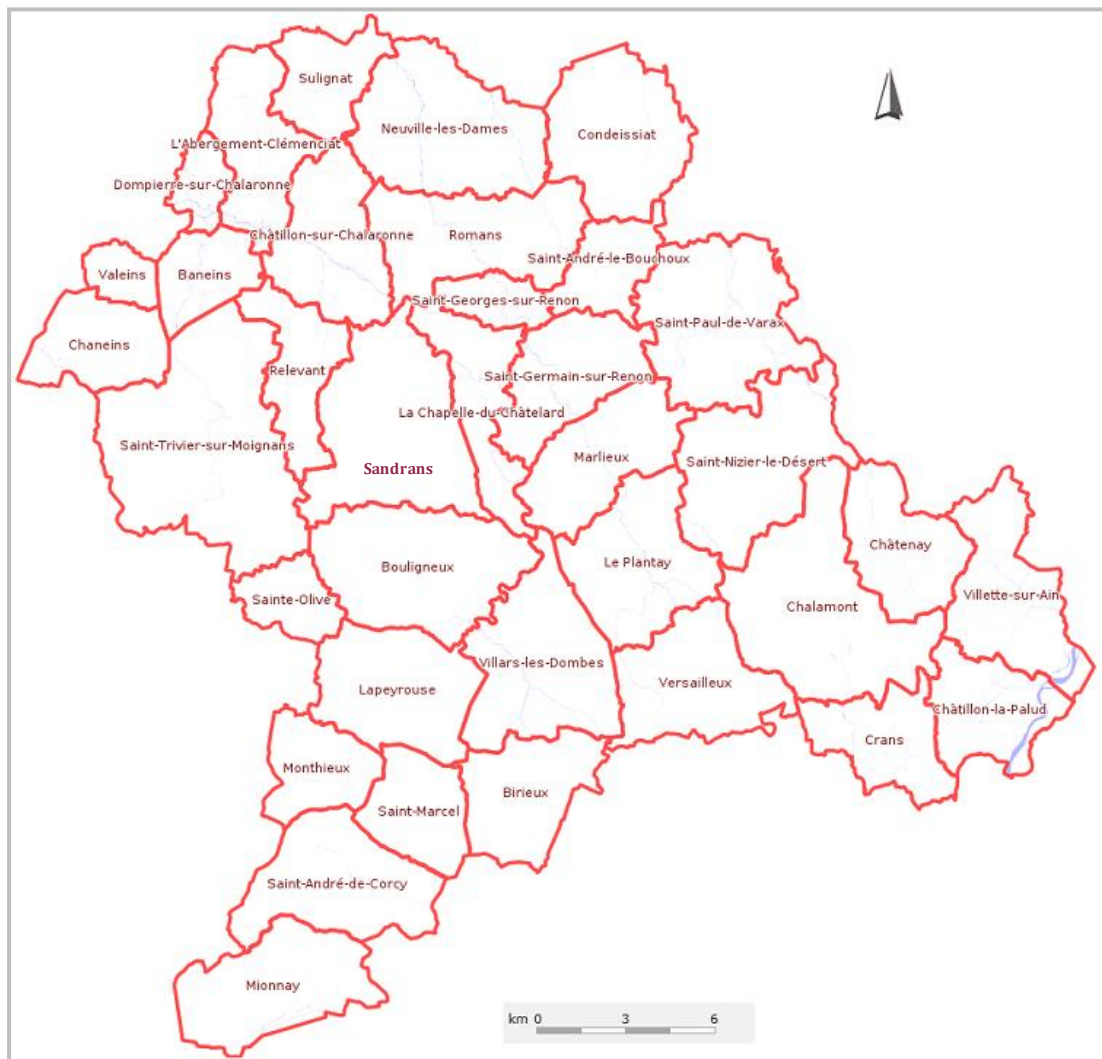 Sulignat
Neuville-les-Dames
Condeissiat
L'Abergement-Clémenciat
Dompierre-sur-Chalaronne
Châtillon-sur-Chalaronne
Romans
Saint-André-le-Bouchoux
Valeins
Baneins
Saint-Georges-sur-Renon
Saint-Paul-de-Varax
Chaneins
Relevant
Saint-Germain-sur-Renon
La Chapelle-du-Châtelard
Saint-Trivier-sur-Moignans
Sandrans
Marlieux
Saint-Nizier-le-Désert
Châtenay
Bouligneux
Le Plantay
Sainte-Olive
Chalamont
Villette-sur-Ain
Villars-les-Dombes
Lapeyrouse
Versailleux
Châtillon-la-Palud
Crans
Monthieux
Saint-Marcel
Birieux
Saint-André-de-Corcy
Mionnay
km 0 3 6